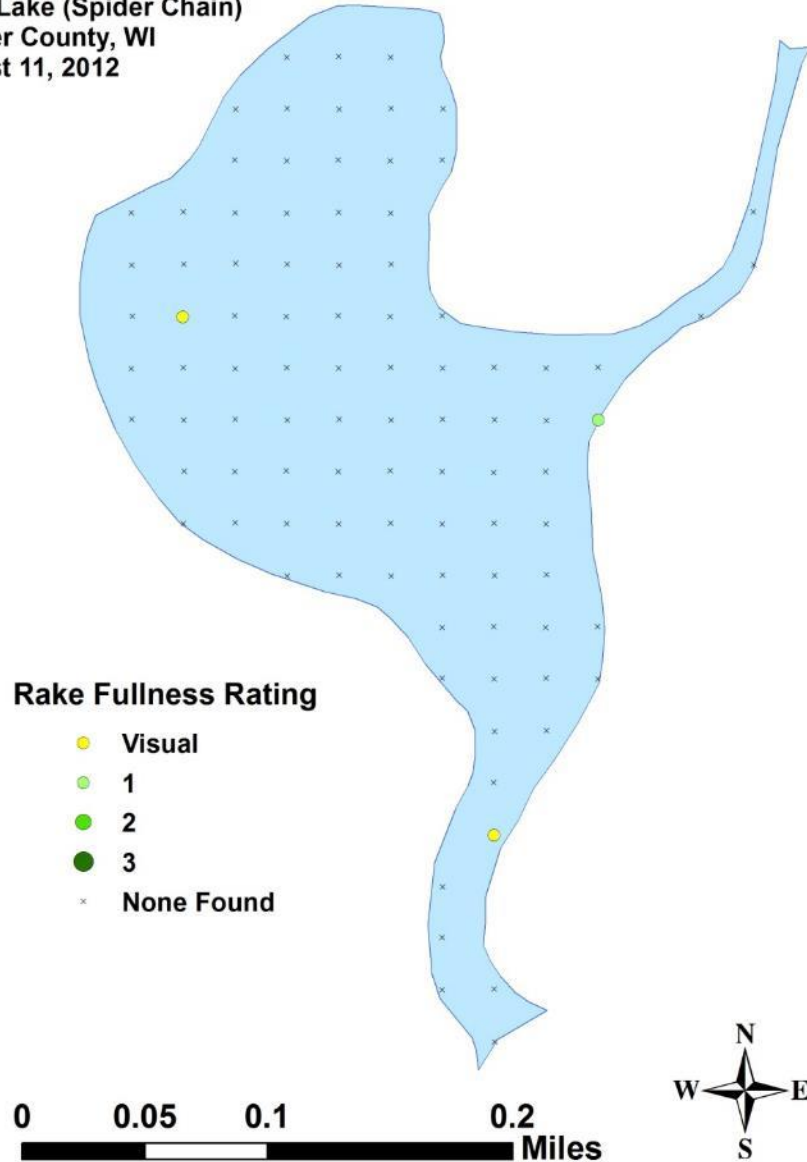 Lake (Spider Chain)
County, WI
11, 2012
Rake Fullness Rating
Visual
1
2
3
None Found
N
W E
S
0 0.05 0.1 0.2
Miles